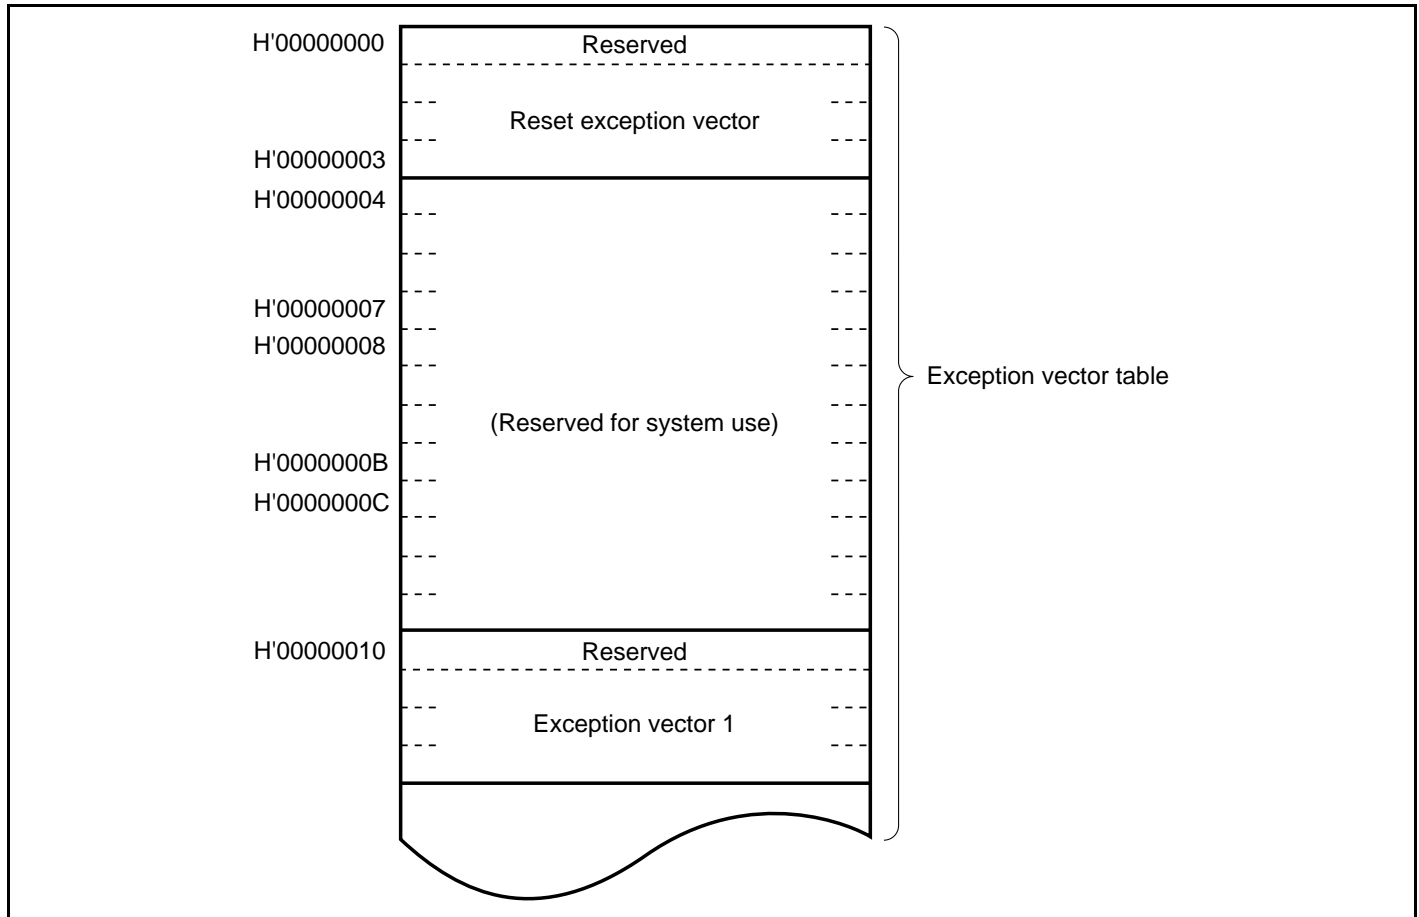 H'00000000
Reserved
Reset exception vector
H'00000003
H'00000004
H'00000007
H'00000008
Exception vector table
(Reserved for system use)
H'0000000B
H'0000000C
H'00000010
Reserved
Exception vector 1